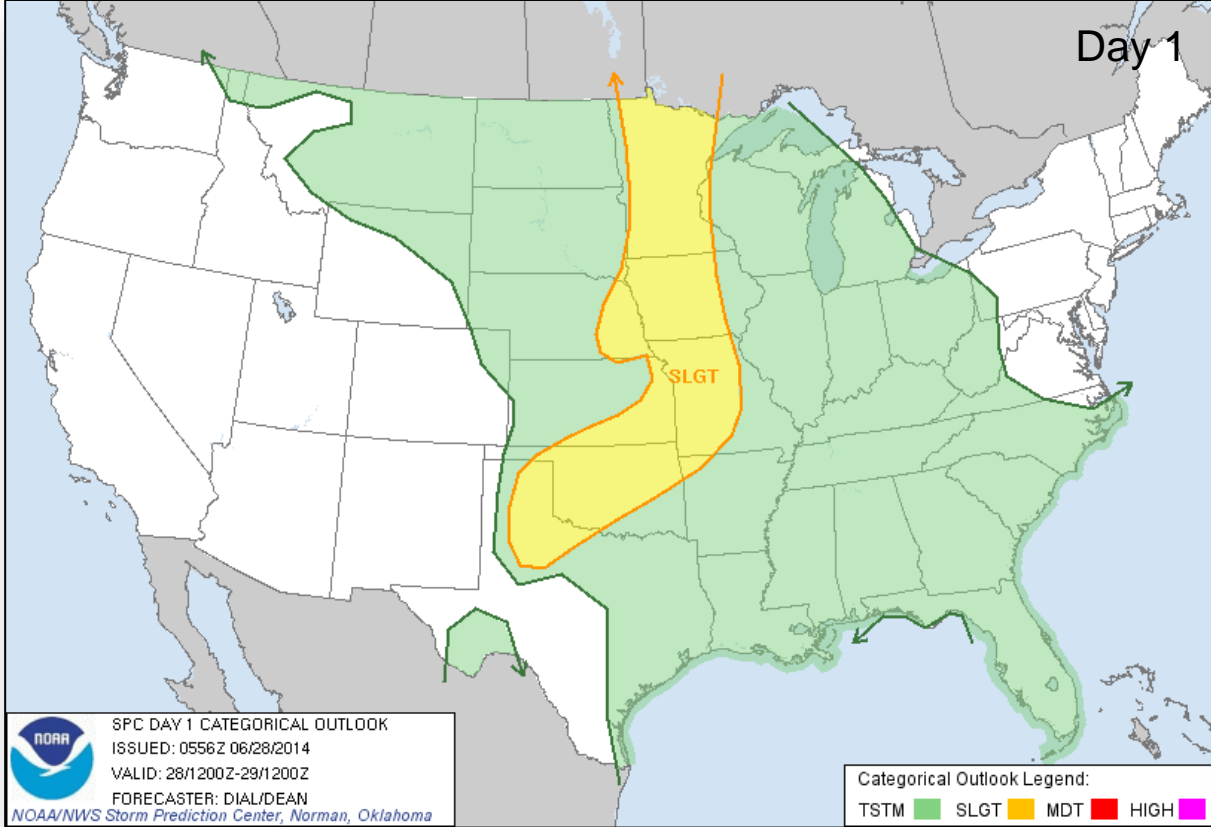 Day 1
SLGT
NOAA
SPC DAY 1 CATEGORICAL OUTLOOK
ISSUED: 0556Z 06/28/2014
VALID: 28/1200Z-29/1200Z
FORECASTER: DIAL/DEAN
NOAA/NWS Storm Prediction Center, Norman, Oklahoma
Categorical Outlook Legend:
TSTM SLGT MDT HIGH